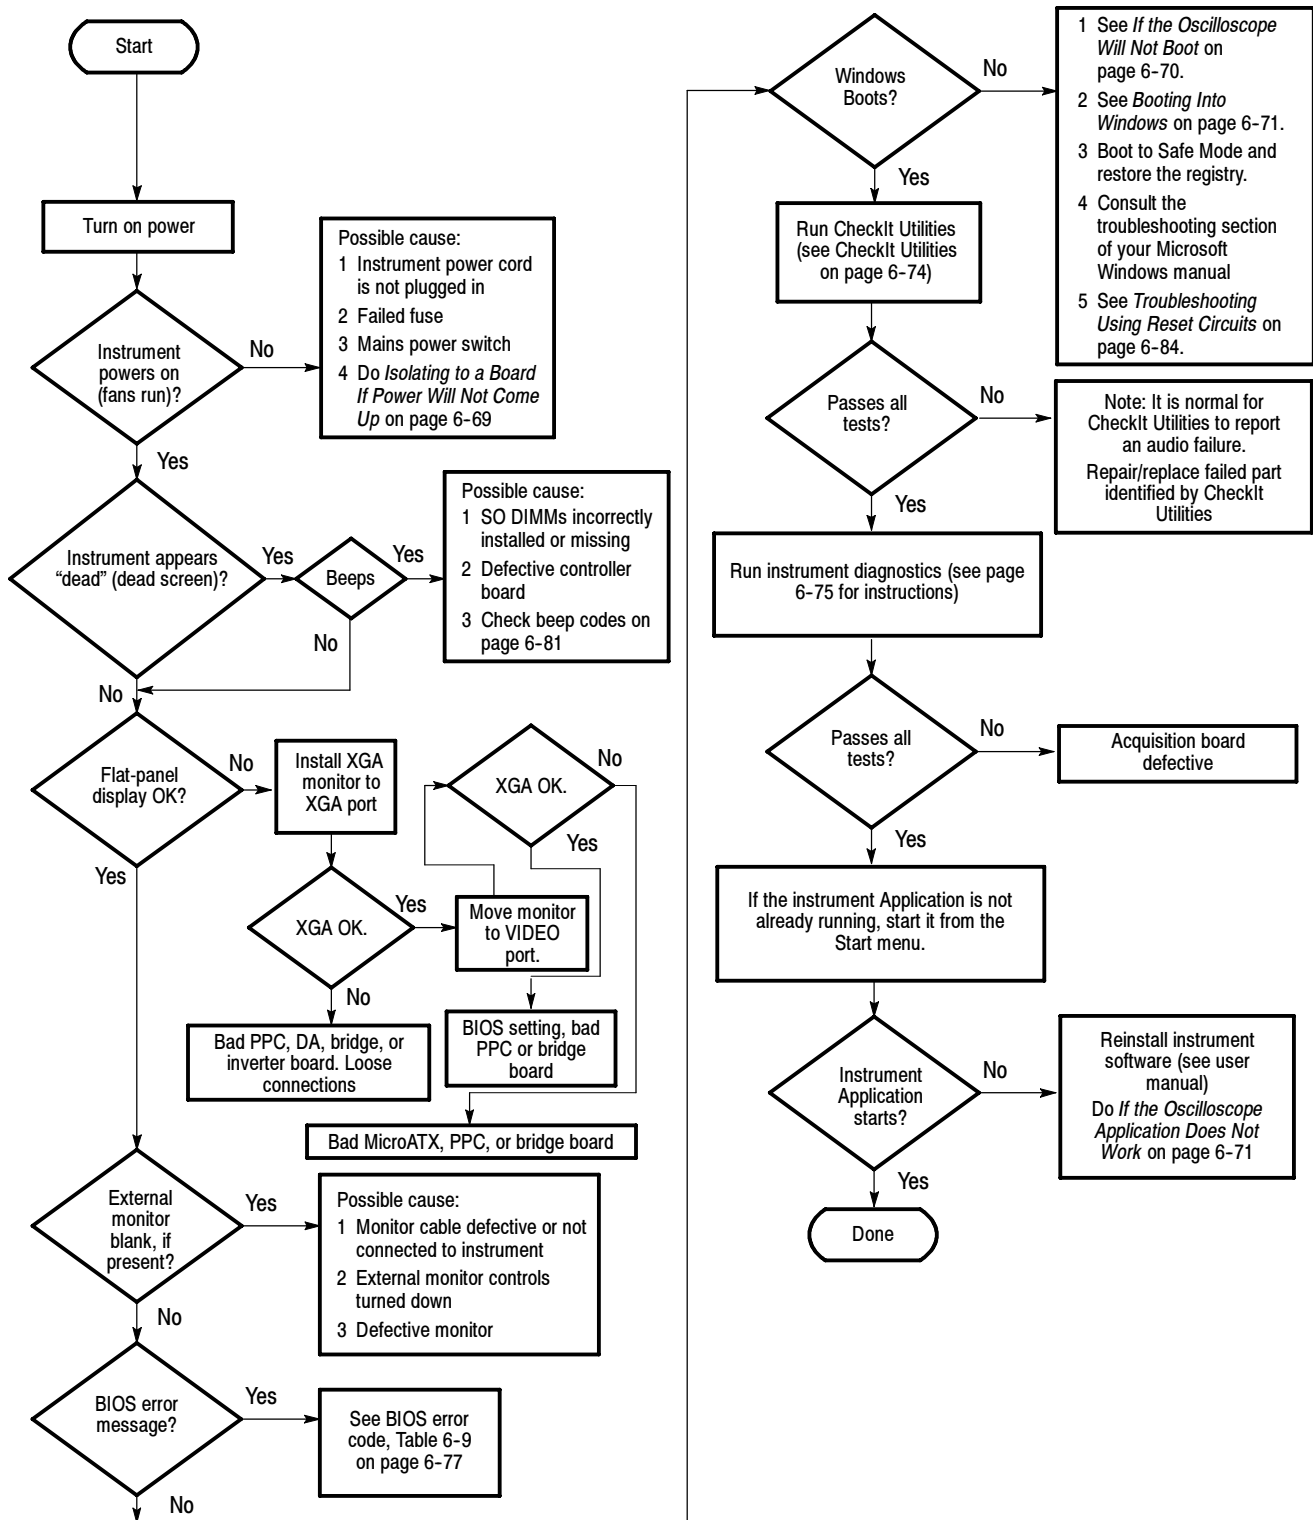 Start
Turn on power
Instrument
powers on
(fans run)?
No
Yes
Possible cause:
1 Instrument power cord
is not plugged in
2 Failed fuse
3 Mains power switch
4 Do Isolating to a Board
If Power Will Not Come
Up on page 6-69
Instrument appears
“dead” (dead screen)?
Yes
Beeps
Yes
No
No
Possible cause:
1 SO DIMMs incorrectly
installed or missing
2 Defective controller
board
3 Check beep codes on
page 6-81
Flat-panel
display OK?
No
Yes
Install XGA
monitor to
XGA port
XGA OK.
Yes
No
Move monitor
to VIDEO
port.
XGA OK.
No
Yes
Bad PPC, DA, bridge, or
inverter board. Loose
connections
BIOS setting, bad
PPC or bridge
board
Bad MicroATX, PPC, or bridge board
External
monitor
blank, if
present?
Yes
No
Possible cause:
1 Monitor cable defective or not
connected to instrument
2 External monitor controls
turned down
3 Defective monitor
BIOS error
message?
Yes
No
See BIOS error
code, Table 6-9
on page 6-77
Windows
Boots?
No
Yes
1 See If the Oscilloscope
Will Not Boot on
page 6-70.
2 See Booting Into
Windows on page 6-71.
3 Boot to Safe Mode and
restore the registry.
4 Consult the
troubleshooting section
of your Microsoft
Windows manual
5 See Troubleshooting
Using Reset Circuits on
page 6-84.
Run CheckIt Utilities
(see CheckIt Utilities
on page 6-74)
Passes all
tests?
No
Yes
Note: It is normal for
CheckIt Utilities to report
an audio failure.
Repair/replace failed part
identified by CheckIt
Utilities
Run instrument diagnostics (see page
6-75 for instructions)
Passes all
tests?
No
Yes
Acquisition board
defective
If the instrument Application is not
already running, start it from the
Start menu.
Instrument
Application
starts?
No
Yes
Reinstall instrument
software (see user
manual)
Do If the Oscilloscope
Application Does Not
Work on page 6-71
Done